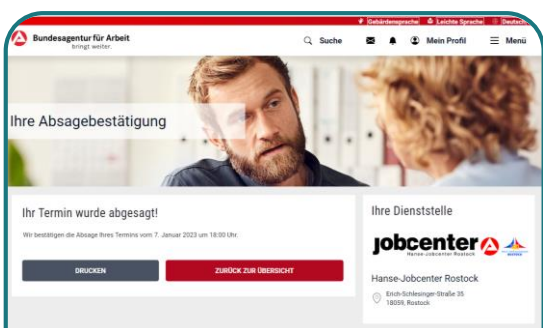 Gebärdensprache Leichte Sprache Deutsch
Bundesagentur für Arbeit
bringt weiter.
Suche
Mein Profil
Menü
Ihre Absagebestätigung
Ihr Termin wurde abgesagt!
Wir bestätigen die Absage Ihres Termins vom 7. Januar 2023 um 18:00 Uhr.
DRUCKEN
ZURÜCK ZUR ÜBERSICHT
Ihre Dienststelle
jobcenter
Hanse-Jobcenter Rostock
Hanse-Jobcenter Rostock
Erich-Schlesinger-Straße 35
18059, Rostock